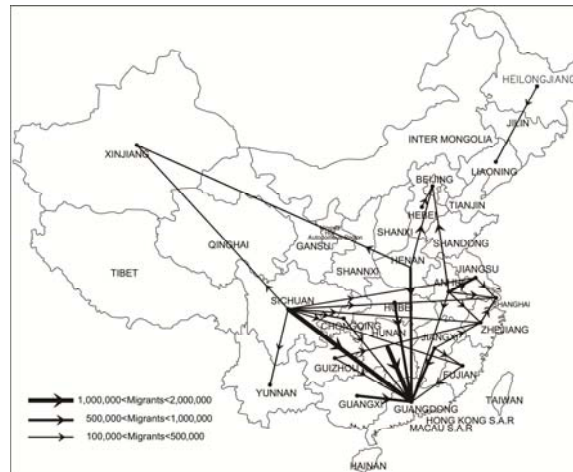 HEILONGJIANG
JILIN
INTER MONGOLIA
XINJIANG
LIAONING
BEIJING
TIANJIN
HEBEI
SHANXI
SHANDONG
QINGHAI
GANSU
HENAN
TIBET
SHANNXI
JIANGSU
ANHUI
SHANGHAI
SICHUAN
HUBEI
CHONGQING
ZHEJIANG
HUNAN
JIANGXI
GUIZHOU
FUJIAN
YUNNAN
GUANGXI
GUANGDONG
TAIWAN
HONG KONG S.A.R
MACAU S.A.R
HAINAN
1,000,000<Migrants<2,000,000
500,000<Migrants<1,000,000
100,000<Migrants<500,000